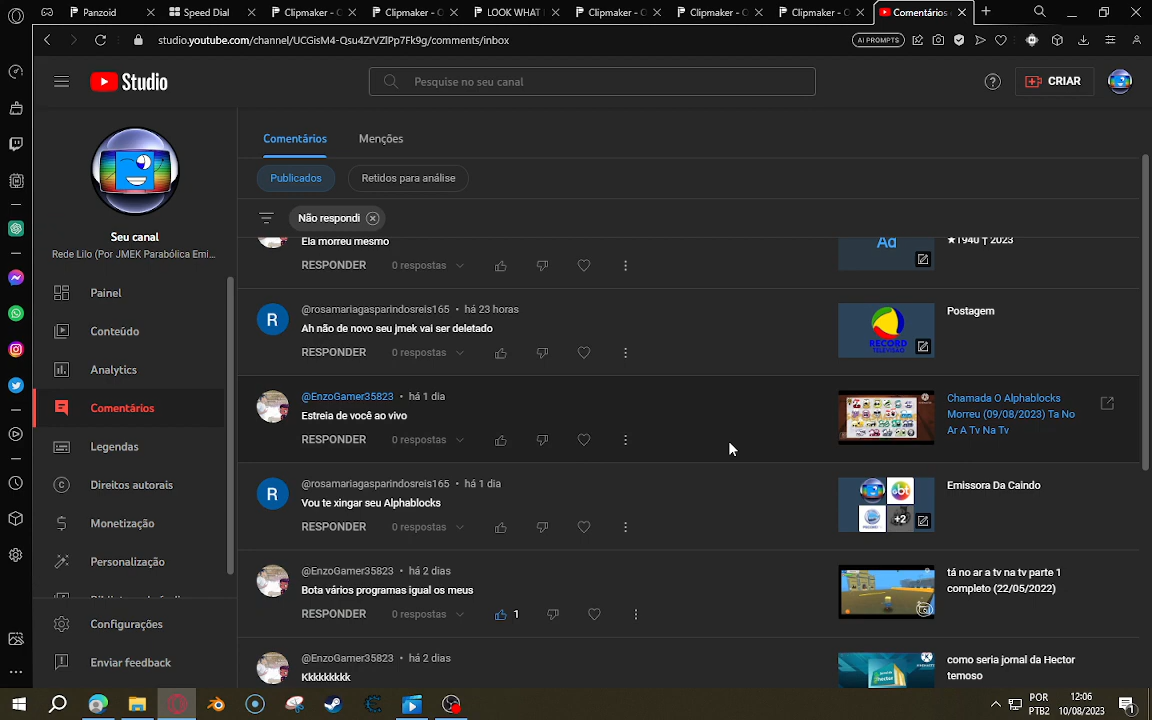 Panzoid
Speed Dial
Clipmaker - C
Clipmaker - C
LOOK WHAT
Clipmaker - C
Clipmaker - C
Clipmaker - C
Comentários
studio.youtube.com/channel/UCGisM4-Qsu4ZrVZlPp7Fk9g/comments/inbox
AI PROMPTS
Studio
Pesquise no seu canal
CRIAR
Comentários
Menções
Publicados
Retidos para análise
Não respondi
Seu canal
Rede Lilo (Por JMEK Parabólica Emi...
Painel
Conteúdo
Analytics
Comentários
Legendas
Direitos autorais
Monetização
Personalização
Configurações
Enviar feedback
Ela morreu mesmo
RESPONDER 0 respostas
Ad
★1940 † 2023
@rosamariagasparindosreis165 • há 23 horas
Ah não de novo seu jmek vai ser deletado
RESPONDER 0 respostas
R
RECORD
TELEVISÃO
Postagem
@EnzoGamer35823 • há 1 dia
Estreia de você ao vivo
RESPONDER 0 respostas
Chamada O Alphablocks
Morreu (09/08/2023) Ta No
Ar A Tv Na Tv
@rosamariagasparindosreis165 • há 1 dia
Vou te xingar seu Alphablocks
RESPONDER 0 respostas
R
sbt
+2
Emissora Da Caindo
@EnzoGamer35823 • há 2 dias
Bota vários programas igual os meus
RESPONDER 0 respostas 1
tá no ar a tv na tv parte 1
completo (22/05/2022)
@EnzoGamer35823 • há 2 dias
Kkkkkkkk
como seria jornal da Hector
temoso
POR
PTB2
12:06
10/08/2023
1